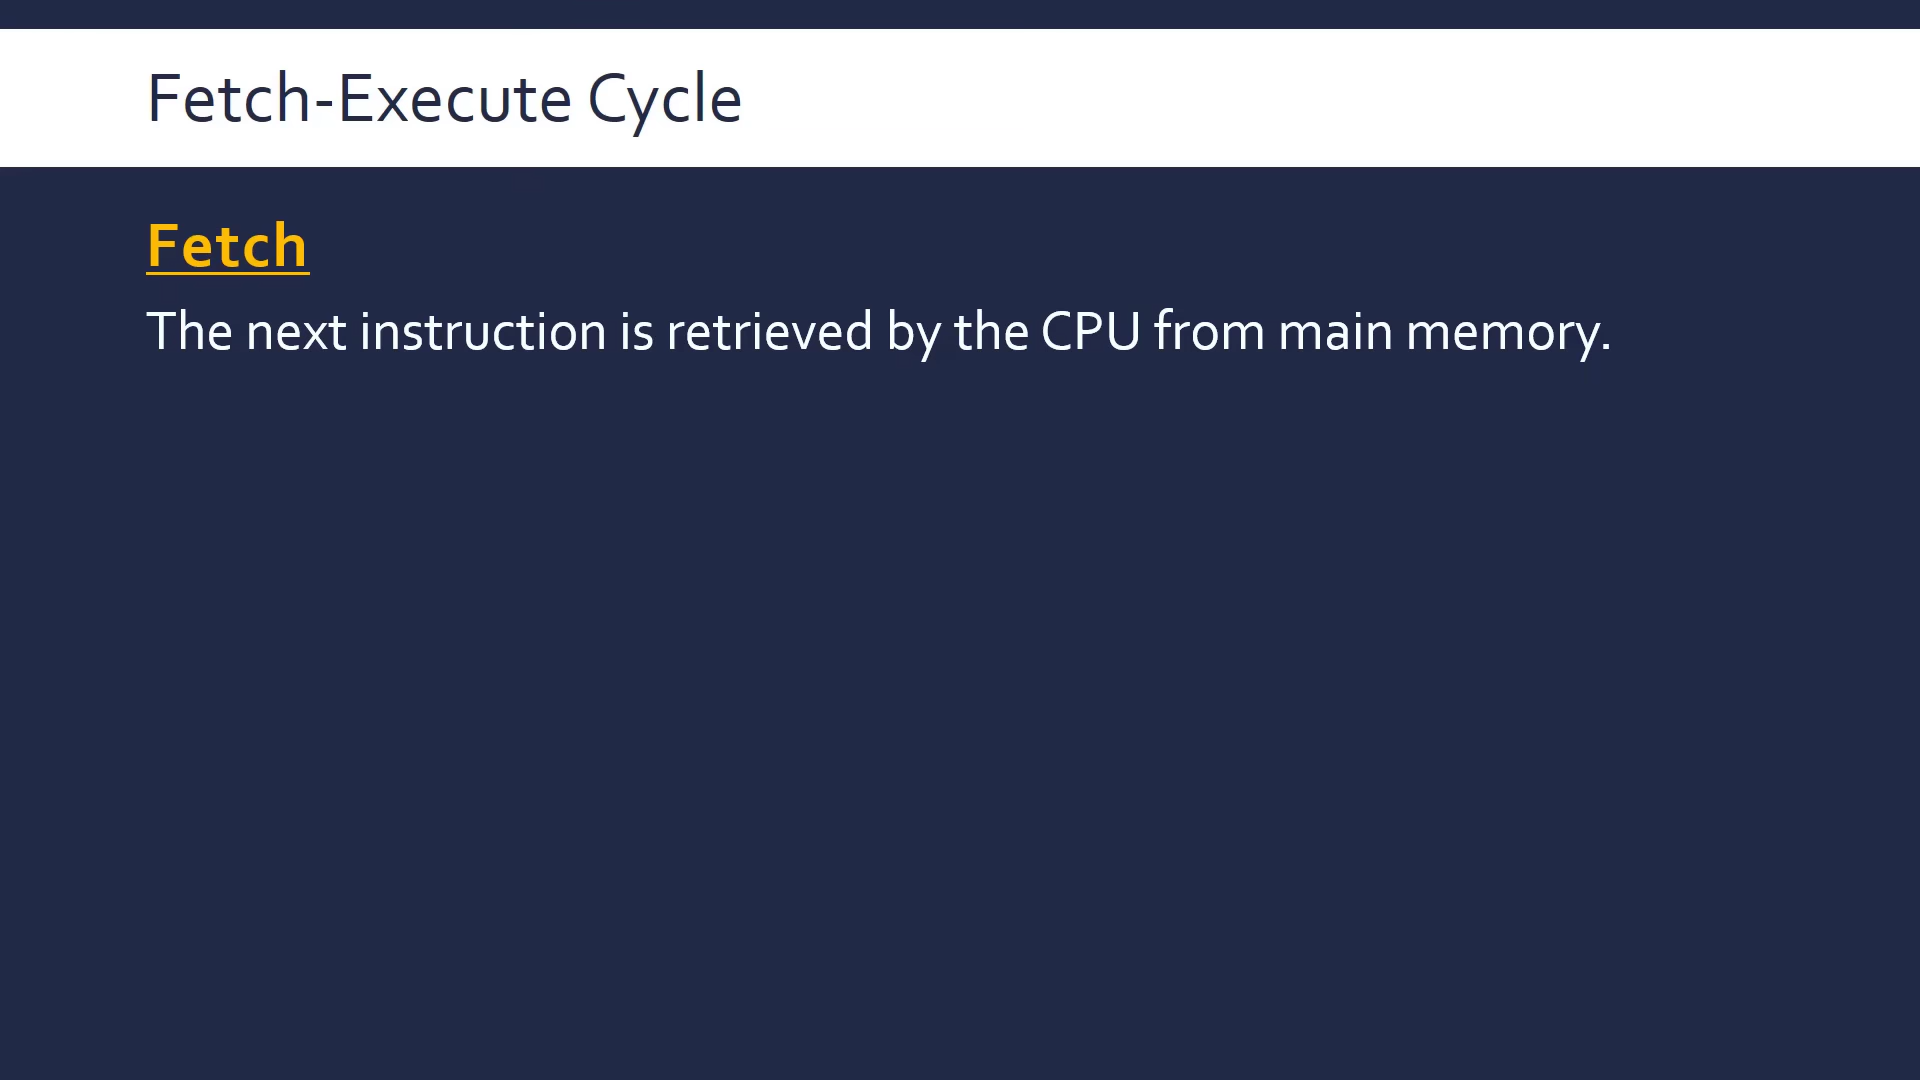 Fetch-Execute Cycle
Fetch
The next instruction is retrieved by the CPU from main memory.